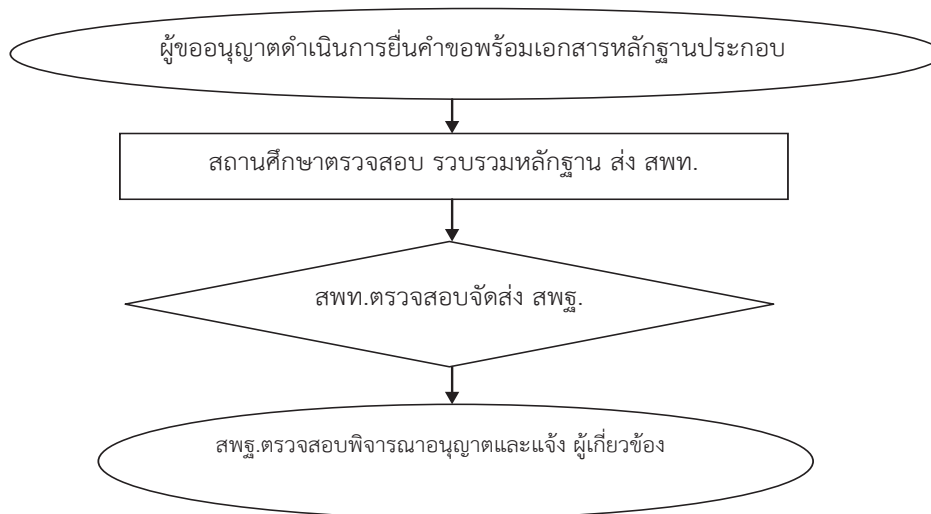 ผู้ขออนุญาตดำเนินการยื่นคำขอพร้อมเอกสารหลักฐานประกอบ
สถานศึกษาตรวจสอบ รวบรวมหลักฐาน ส่ง สพท.
สพท.ตรวจสอบจัดส่ง สพฐ.
สพฐ.ตรวจสอบพิจารณาอนุญาตและแจ้ง ผู้เกี่ยวข้อง